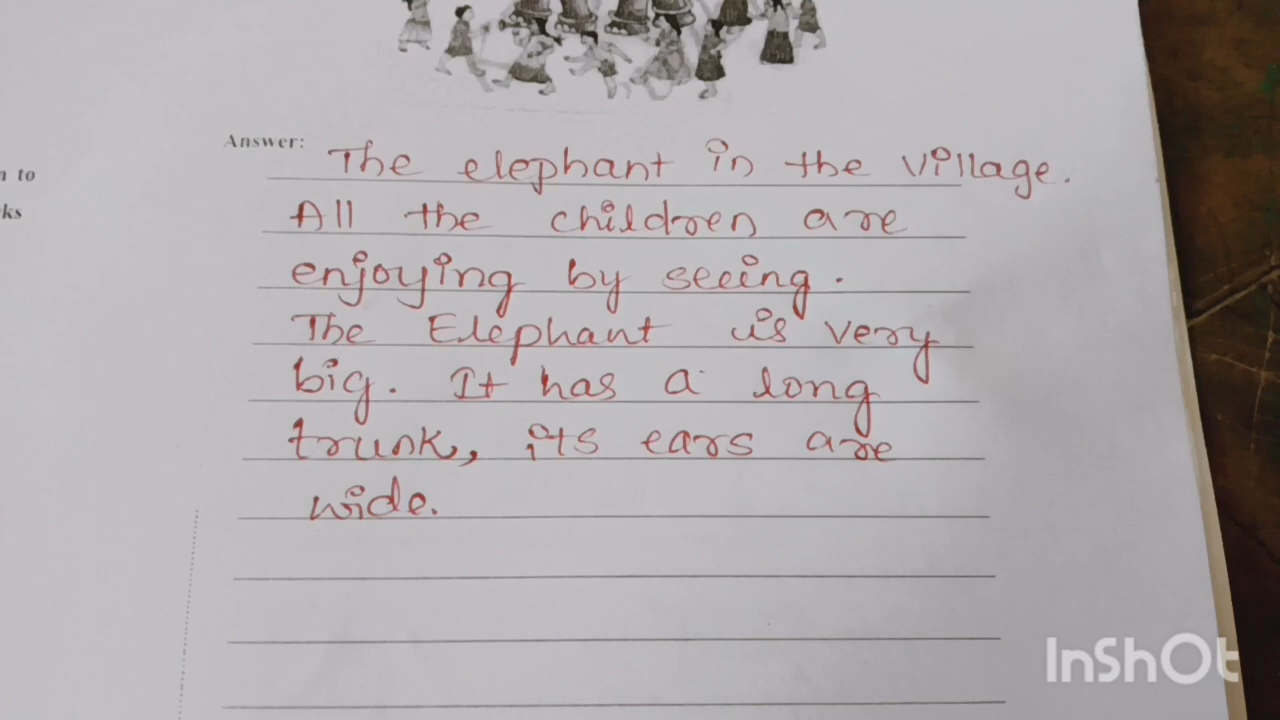 Answer:
The elephant in the village.
n to
rks
All the children are
enjoying by seeing.
The Elephant is very
big. It has a long
trunk, its ears are
wide.
InShOt